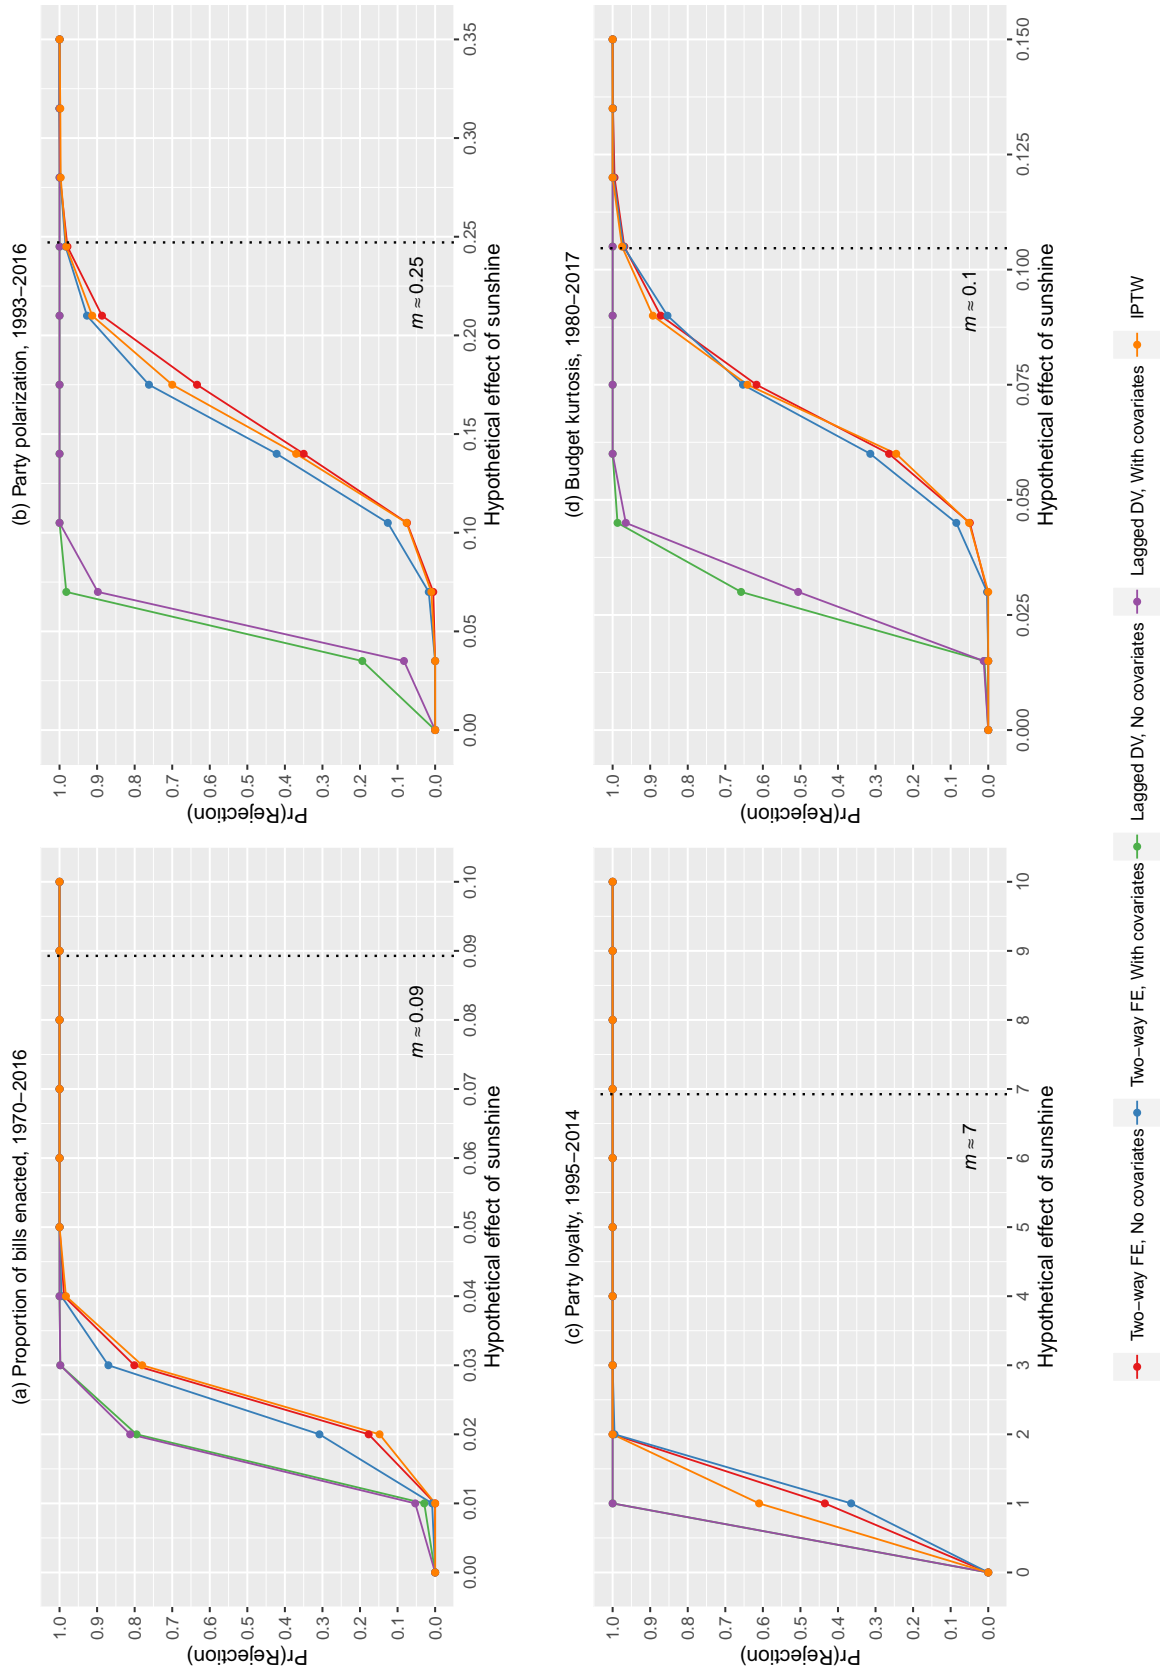 (a) Proportion of bills enacted, 1970−2016
Pr(Rejection)
1.0
0.9
0.8
0.7
0.6
0.5
0.4
0.3
0.2
0.1
0.0
m ≈ 0.09
0.00 0.01 0.02 0.03 0.04 0.05 0.06 0.07 0.08 0.09 0.10
Hypothetical effect of sunshine
(b) Party polarization, 1993−2016
Pr(Rejection)
1.0
0.9
0.8
0.7
0.6
0.5
0.4
0.3
0.2
0.1
0.0
m ≈ 0.25
0.00 0.05 0.10 0.15 0.20 0.25 0.30 0.35
Hypothetical effect of sunshine
(c) Party loyalty, 1995−2014
Pr(Rejection)
1.0
0.9
0.8
0.7
0.6
0.5
0.4
0.3
0.2
0.1
0.0
m ≈ 7
0 1 2 3 4 5 6 7 8 9 10
Hypothetical effect of sunshine
(d) Budget kurtosis, 1980−2017
Pr(Rejection)
1.0
0.9
0.8
0.7
0.6
0.5
0.4
0.3
0.2
0.1
0.0
m ≈ 0.1
0.000 0.025 0.050 0.075 0.100 0.125 0.150
Hypothetical effect of sunshine
Two−way FE, No covariates Two−way FE, With covariates Lagged DV, No covariates Lagged DV, With covariates IPTW